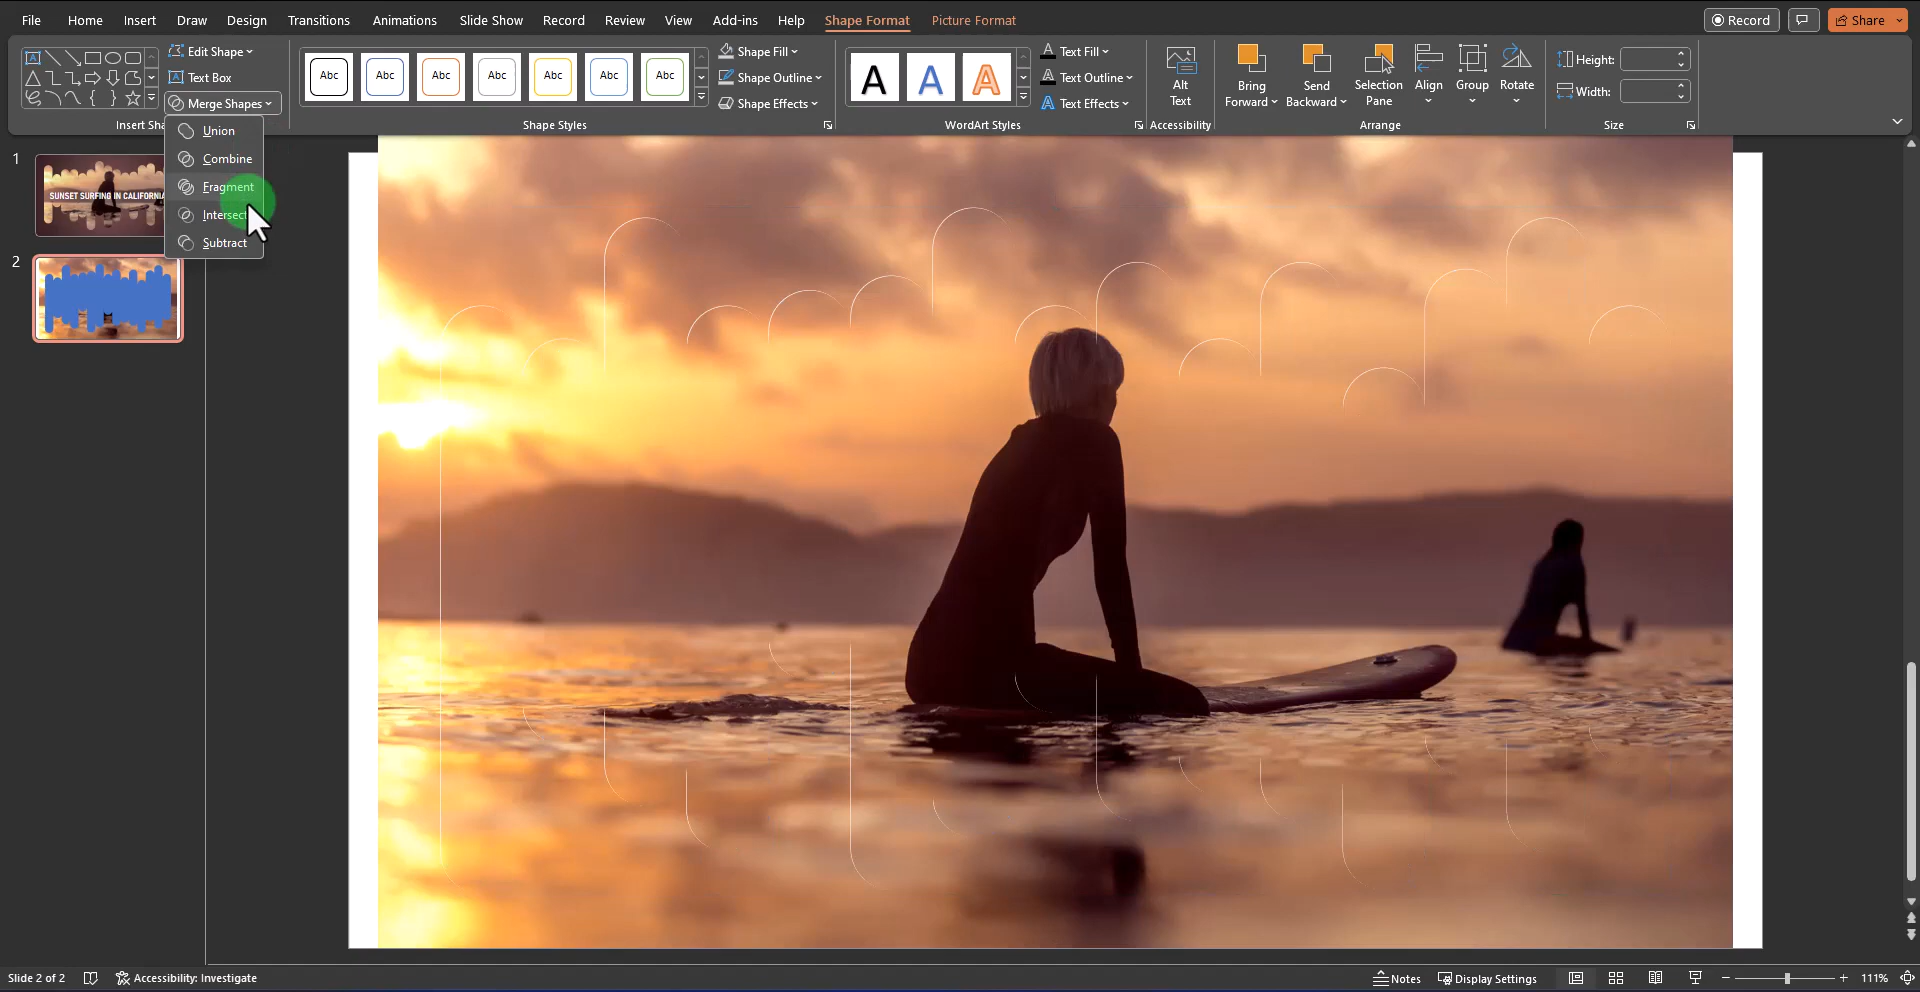 File Home Insert Draw Design Transitions Animations Slide Show Record Review View Add-ins Help Shape Format Picture Format Record Share
Edit Shape
Text Box
Merge Shapes
Insert Sha
Union
Combine
Fragment
Intersect
Subtract
Abc Abc Abc Abc Abc Abc Abc
Shape Fill
Shape Outline
Shape Effects
Shape Styles
A A A
Text Fill
Text Outline
Text Effects
WordArt Styles
Alt
Text
Accessibility
Bring
Forward
Send
Backward
Selection
Pane
Align
Group
Rotate
Arrange
Height:
Width:
Size
1
SUNSET SURFING IN CALIFORNIA
2
Slide 2 of 2 Accessibility: Investigate Notes Display Settings 111%